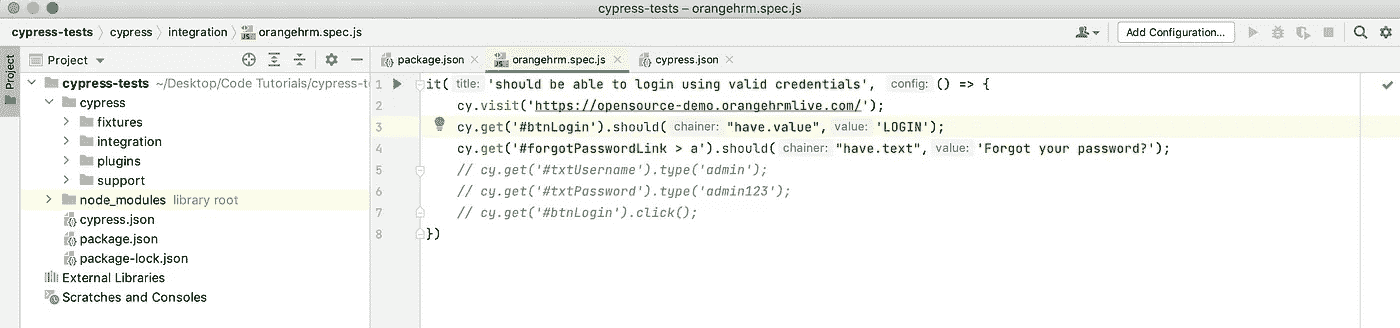 cypress-tests – orangehrm.spec.js
cypress-tests cypress integration orangehrm.spec.js Add Configuration...
Project
Project package.json orangehrm.spec.js cypress.json
cypress-tests ~/Desktop/Code Tutorials/cypress-t
cypress
fixtures
integration
plugins
support
node_modules library root
cypress.json
package.json
package-lock.json
External Libraries
Scratches and Consoles
1 it( title: 'should be able to login using valid credentials', config: () => {
2 cy.visit('https://opensource-demo.orangehrmlive.com/');
3 cy.get('#btnLogin').should( chainer: "have.value", value: 'LOGIN');
4 cy.get('#forgotPasswordLink > a').should( chainer: "have.text", value: 'Forgot your password?');
5 // cy.get('#txtUsername').type('admin');
6 // cy.get('#txtPassword').type('admin123');
7 // cy.get('#btnLogin').click();
8 })